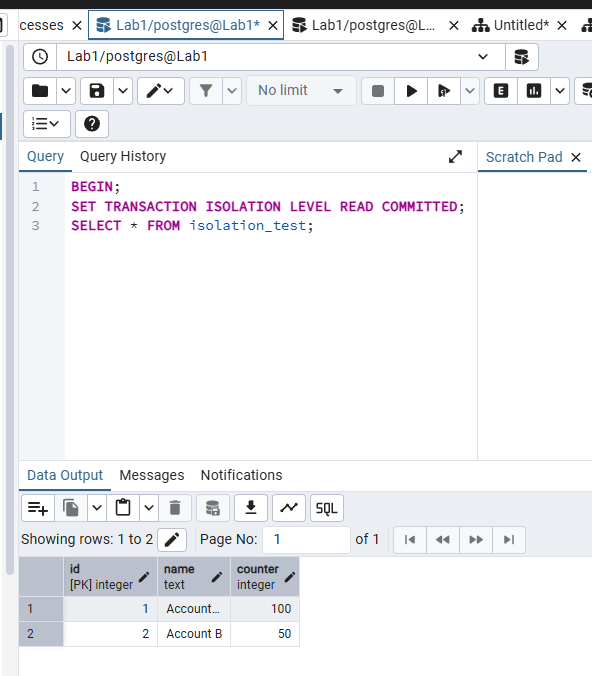 cesses
Lab1/postgres@Lab1*
Lab1/postgres@L...
Untitled*
Lab1/postgres@Lab1
No limit
E
Query
Query History
Scratch Pad
1 BEGIN;
2 SET TRANSACTION ISOLATION LEVEL READ COMMITTED;
3 SELECT * FROM isolation_test;
Data Output
Messages
Notifications
SQL
Showing rows: 1 to 2
Page No: 1 of 1
id name counter
[PK] integer text integer
1 1 Account... 100
2 2 Account B 50